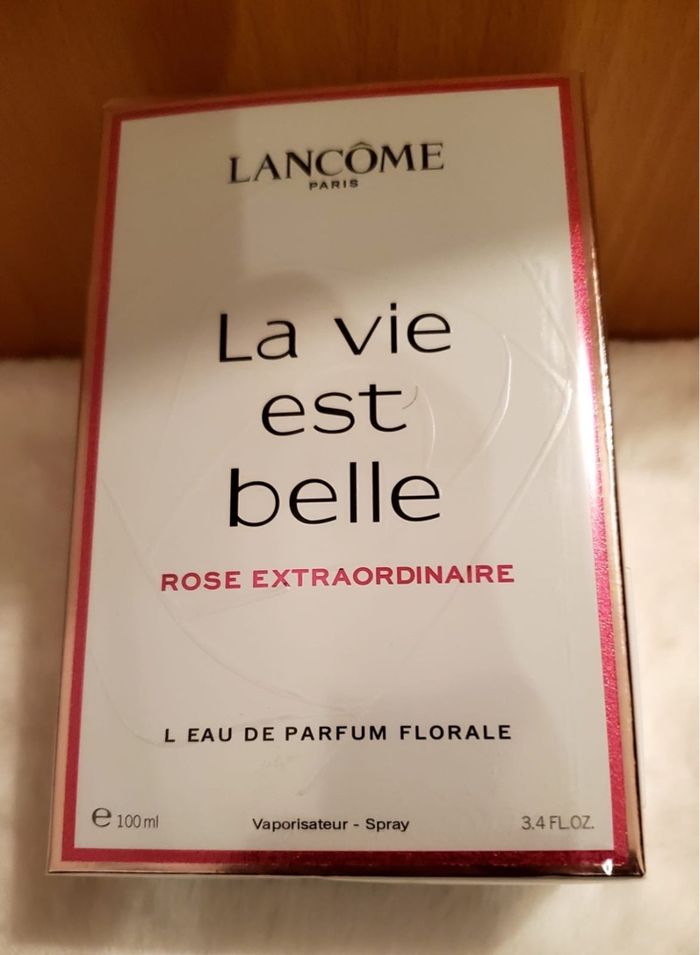 LANCÔME
PARIS
La vie
est
belle
ROSE EXTRAORDINAIRE
L EAU DE PARFUM FLORALE
℮ 100 ml
Vaporisateur - Spray
3.4 FL.OZ.